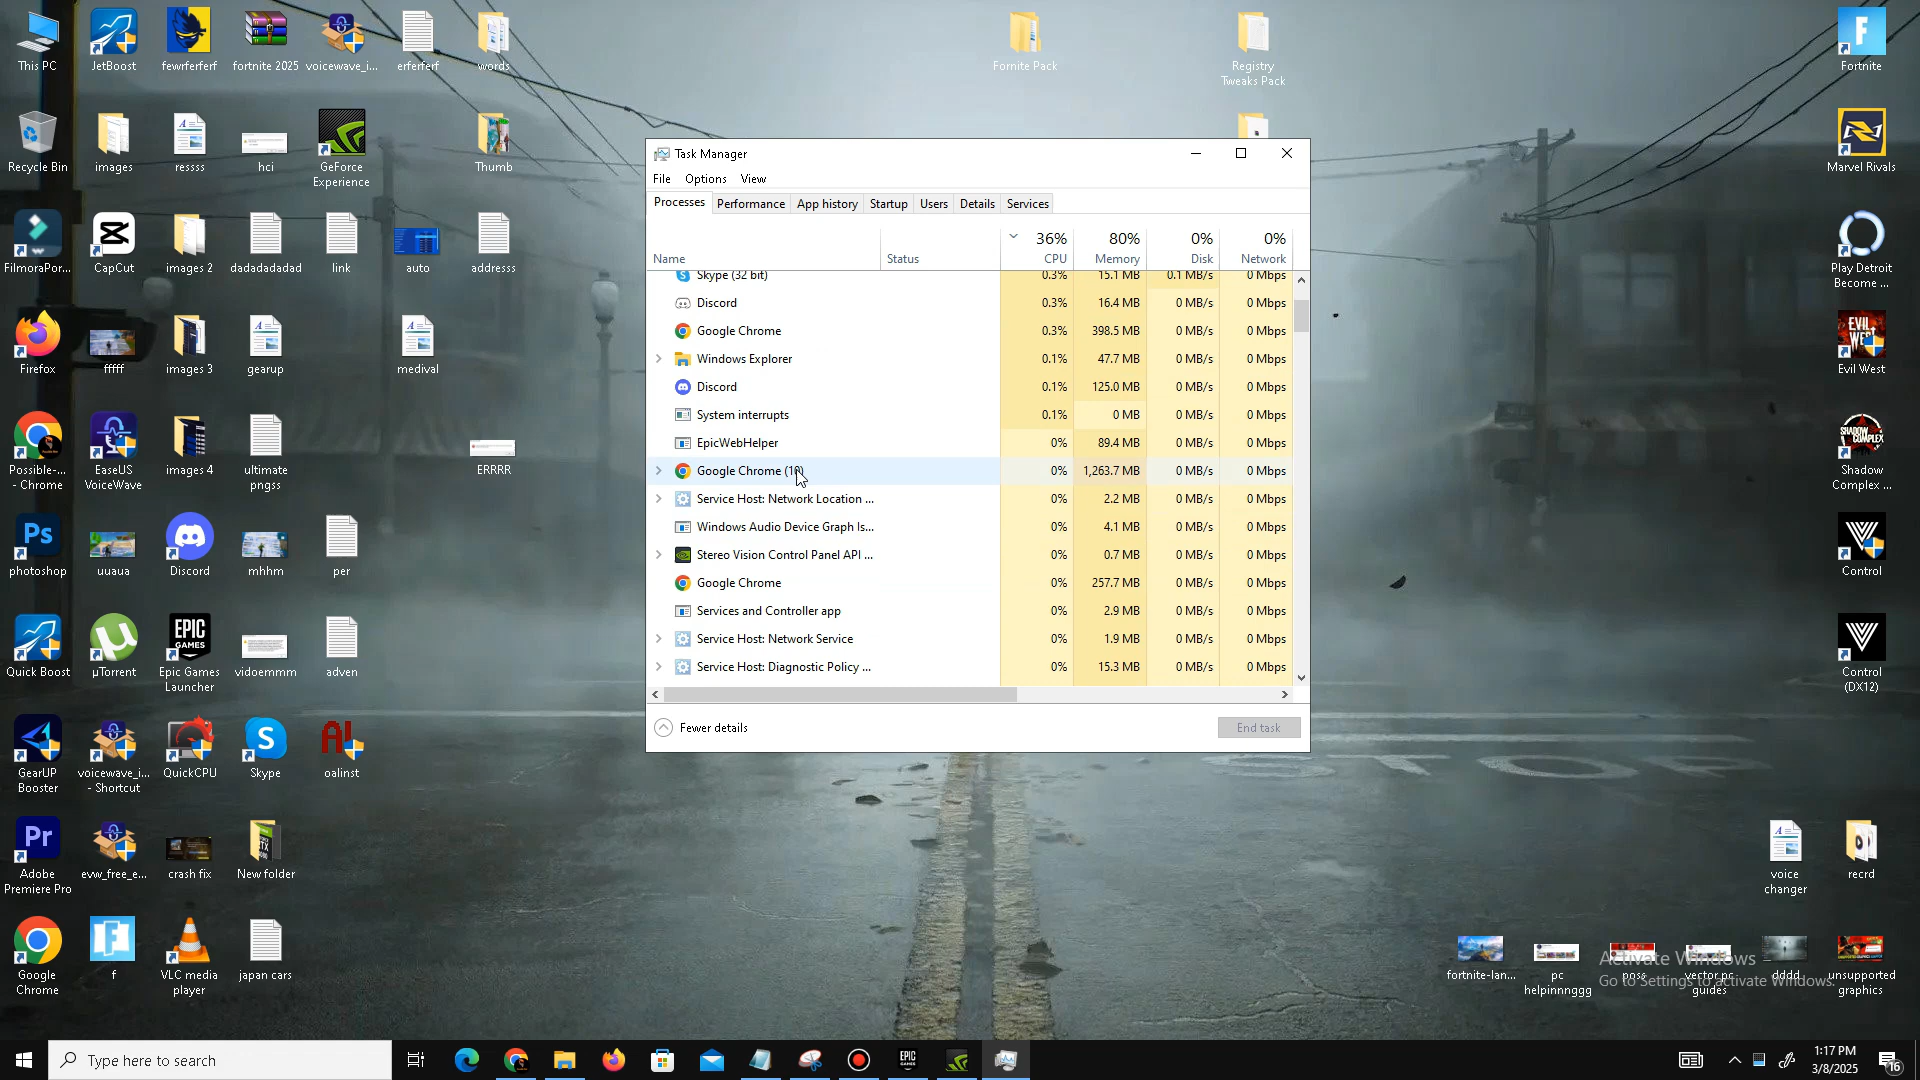 This PC
JetBoost
fewrferferf
fortnite 2025
voicewave_i...
erferferf
words
Fornite Pack
Registry
Tweaks Pack
Fortnite
Recycle Bin
images
ressss
hci
GeForce
Experience
Thumb
Marvel Rivals
FilmoraPor...
CapCut
images 2
dadadadadad
link
auto
addresss
Play Detroit
Become ...
Firefox
fffff
images 3
gearup
medival
Evil West
Possible-...
- Chrome
EaseUS
VoiceWave
images 4
ultimate
pngss
ERRRR
Shadow
Complex ...
photoshop
uuaua
Discord
mhhm
per
Control
Quick Boost
µTorrent
Epic Games
Launcher
vidoemmm
adven
Control
(DX12)
GearUP
Booster
voicewave_i...
- Shortcut
QuickCPU
Skype
oalinst
Adobe
Premiere Pro
evw_free_e...
crash fix
New folder
voice
changer
recrd
Google
Chrome
f
VLC media
player
japan cars
fortnite-lan...
pc
helpinnnggg
poss
vector pc
guides
dddd
unsupported
graphics
Task Manager
File Options View
Processes Performance App history Startup Users Details Services
36% 80% 0% 0%
Name Status CPU Memory Disk Network
Skype (32 bit) 0.3% 15.1 MB 0.1 MB/s 0 Mbps
Discord 0.3% 16.4 MB 0 MB/s 0 Mbps
Google Chrome 0.3% 398.5 MB 0 MB/s 0 Mbps
Windows Explorer 0.1% 47.7 MB 0 MB/s 0 Mbps
Discord 0.1% 125.0 MB 0 MB/s 0 Mbps
System interrupts 0.1% 0 MB 0 MB/s 0 Mbps
EpicWebHelper 0% 89.4 MB 0 MB/s 0 Mbps
Google Chrome 0% 1,263.7 MB 0 MB/s 0 Mbps
Service Host: Network Location ... 0% 2.2 MB 0 MB/s 0 Mbps
Windows Audio Device Graph Is... 0% 4.1 MB 0 MB/s 0 Mbps
Stereo Vision Control Panel API ... 0% 0.7 MB 0 MB/s 0 Mbps
Google Chrome 0% 257.7 MB 0 MB/s 0 Mbps
Services and Controller app 0% 2.9 MB 0 MB/s 0 Mbps
Service Host: Network Service 0% 1.9 MB 0 MB/s 0 Mbps
Service Host: Diagnostic Policy ... 0% 15.3 MB 0 MB/s 0 Mbps
Fewer details End task
Activate Windows
Go to Settings to activate Windows.
Type here to search
1:17 PM
3/8/2025
16